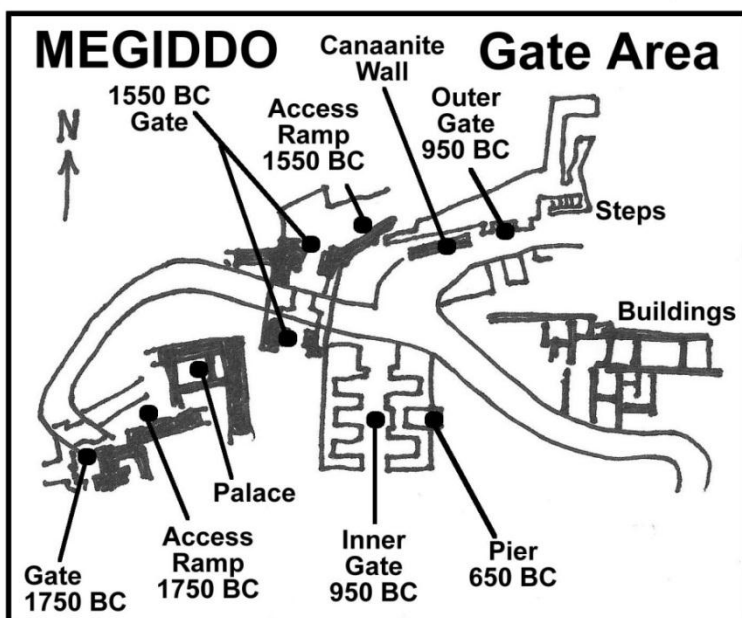 MEGIDDO Gate Area
1550 BC
Gate
Access
Ramp
1550 BC
Canaanite
Wall
Outer
Gate
950 BC
N
Steps
Buildings
Palace
Gate
1750 BC
Access
Ramp
1750 BC
Inner
Gate
950 BC
Pier
650 BC